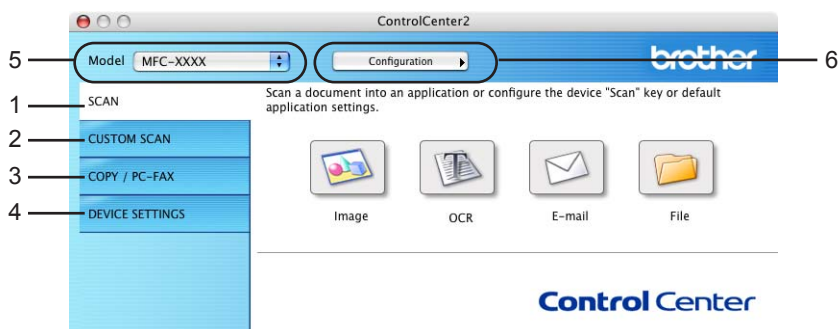 ControlCenter2
5
Model MFC-XXXX
Configuration
brother
6
1
SCAN
Scan a document into an application or configure the device "Scan" key or default
application settings.
2
CUSTOM SCAN
3
COPY / PC-FAX
4
DEVICE SETTINGS
Image
OCR
E-mail
File
Control Center